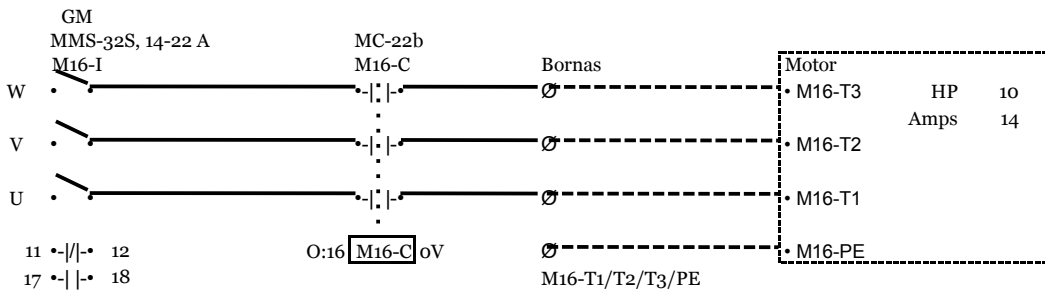 GM
MMS-32S, 14-22 A MC-22b
M16-I M16-C Bornas Motor
W M16-T3 HP 10
Amps 14
V M16-T2
U M16-T1
11 12 O:16 M16-C 0V M16-PE
17 18 M16-T1/T2/T3/PE